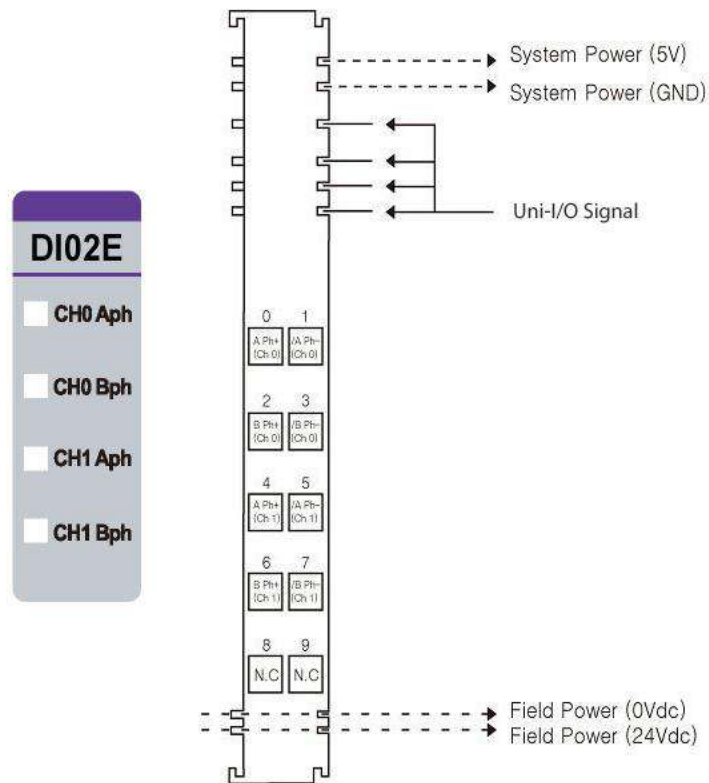 System Power (5V)
System Power (GND)
Uni-I/O Signal
DI02E
CH0 Aph
CH0 Bph
CH1 Aph
CH1 Bph
0 1
A Ph+ /A Ph-
(Ch 0) (Ch 0)
2 3
B Ph+ /B Ph-
(Ch 0) (Ch 0)
4 5
A Ph+ /A Ph-
(Ch 1) (Ch 1)
6 7
B Ph+ /B Ph-
(Ch 1) (Ch 1)
8 9
N.C N.C
Field Power (0Vdc)
Field Power (24Vdc)